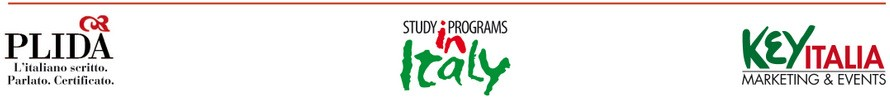 PLIDA
L'italiano scritto.
Parlato. Certificato.
STUDY PROGRAMS
in
Italy
KEY ITALIA
MARKETING & EVENTS